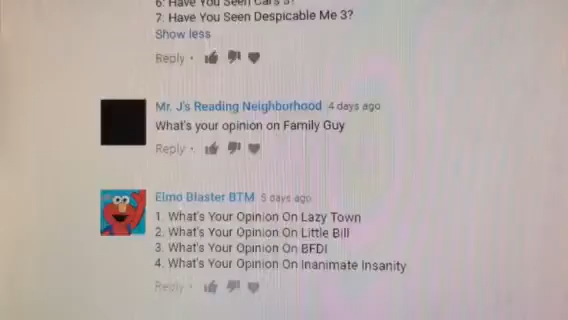 6: Have You Seen Cars 3?
7: Have You Seen Despicable Me 3?
Show less
Reply •
Mr. J's Reading Neighborhood 4 days ago
What's your opinion on Family Guy
Reply •
Elmo Blaster BTM 5 days ago
1. What's Your Opinion On Lazy Town
2. What's Your Opinion On Little Bill
3. What's Your Opinion On BFDI
4. What's Your Opinion On Inanimate Insanity
Reply •